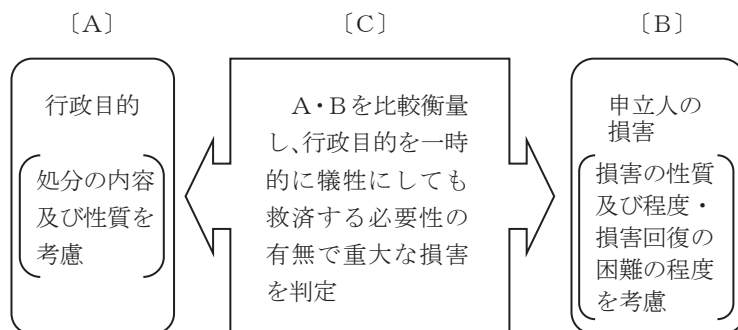 〔A〕
行政目的
処分の内容
及び性質を
考慮
〔C〕
A・Bを比較衡量
し、行政目的を一時
的に犠牲にしても
救済する必要性の
有無で重大な損害
を判定
〔B〕
申立人の
損害
損害の性質
及び程度・
損害回復の
困難の程度
を考慮